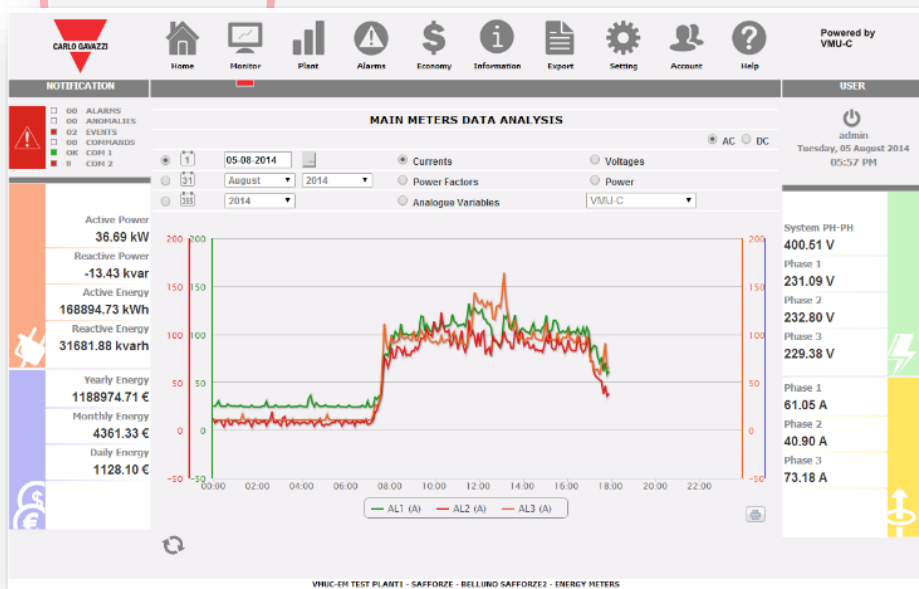 CARLO GAVAZZI
Home
Monitor
Plant
Alarms
Economy
Information
Export
Setting
Account
Help
Powered by
VMU-C
NOTIFICATION
USER
00 ALARMS
00 ANOMALIES
02 EVENTS
00 COMMANDS
OK COM 1
COM 2
MAIN METERS DATA ANALYSIS
AC DC
1 05-08-2014 ... Currents Voltages
31 August 2014 Power Factors Power
365 2014 Analogue Variables VMU-C
admin
Tuesday, 05 August 2014
05:57 PM
Active Power
36.69 kW
Reactive Power
-13.43 kvar
Active Energy
168894.73 kWh
Reactive Energy
31681.88 kvarh
Yearly Energy
1188974.71 €
Monthly Energy
4361.33 €
Daily Energy
1128.10 €
200 200 200
150 150 150
100 100 100
50 50 50
0 0 0
-50 -50 -50
00:00 02:00 04:00 06:00 08:00 10:00 12:00 14:00 16:00 18:00 20:00 22:00
AL1 (A) AL2 (A) AL3 (A)
System PH-PH
400.51 V
Phase 1
231.09 V
Phase 2
232.80 V
Phase 3
229.38 V
Phase 1
61.05 A
Phase 2
40.90 A
Phase 3
73.18 A
VMUC-EM TEST PLANT1 - SAFFORZE - BELLUNO SAFFORZE2 - ENERGY METERS